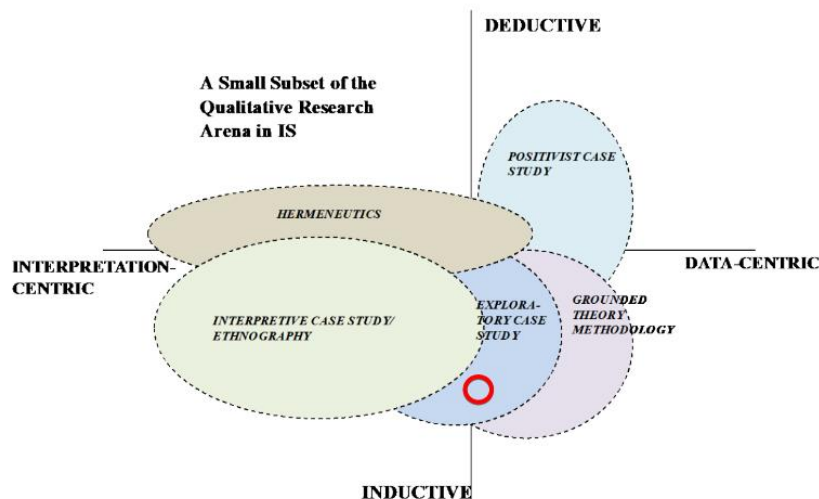 DEDUCTIVE
A Small Subset of the
Qualitative Research
Arena in IS
POSITIVIST CASE
STUDY
HERMENEUTICS
INTERPRETATION-
CENTRIC
DATA-CENTRIC
INTERPRETIVE CASE STUDY/
ETHNOGRAPHY
EXPLORA-
TORY CASE
STUDY
GROUNDED
THEORY
METHODOLOGY
INDUCTIVE